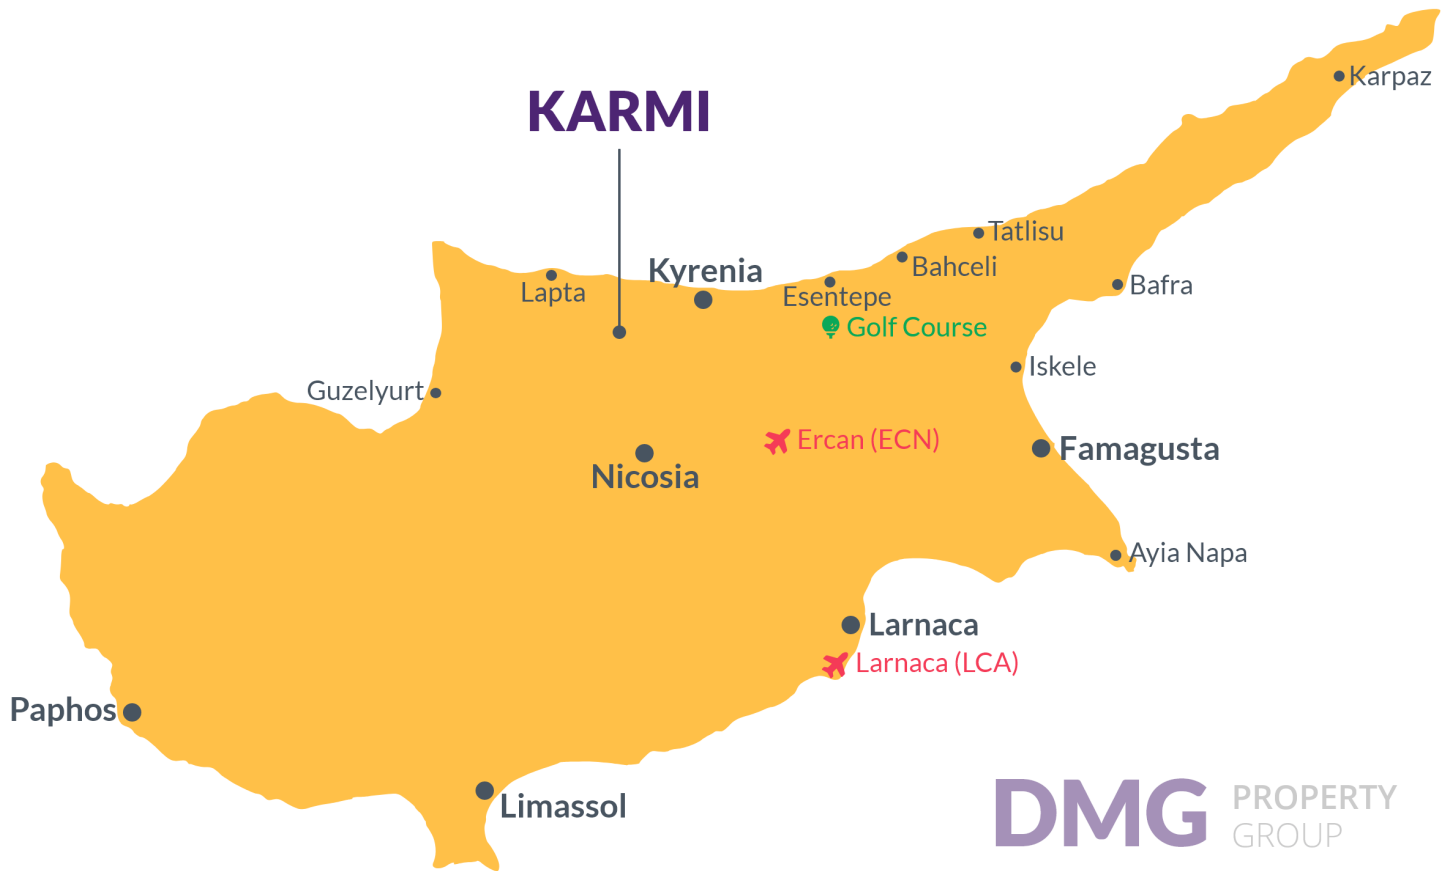 Karpaz
KARMI
Tatlisu
Bahceli
Kyrenia
Lapta
Esentepe
Bafra
Golf Course
Iskele
Guzelyurt
Ercan (ECN)
Famagusta
Nicosia
Ayia Napa
Larnaca
Larnaca (LCA)
Paphos
Limassol
DMG PROPERTY
GROUP